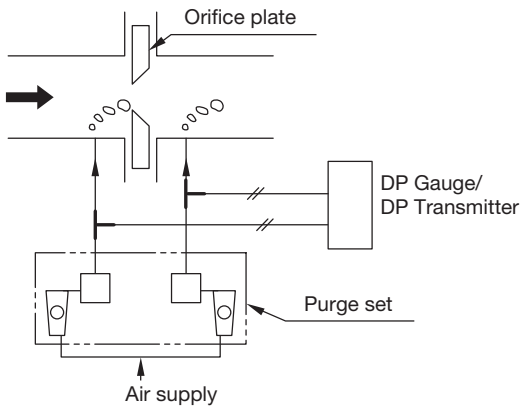 Orifice plate
DP Gauge/
DP Transmitter
Purge set
Air supply